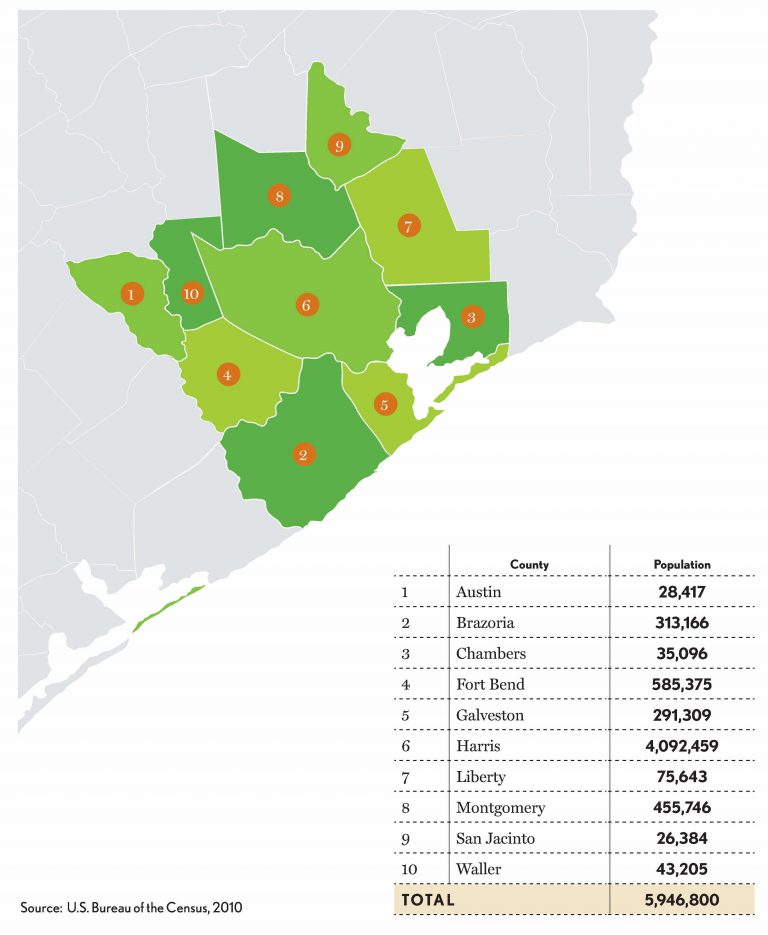 9
8
7
1
10
6
3
4
5
2
County Population
1 Austin 28,417
2 Brazoria 313,166
3 Chambers 35,096
4 Fort Bend 585,375
5 Galveston 291,309
6 Harris 4,092,459
7 Liberty 75,643
8 Montgomery 455,746
9 San Jacinto 26,384
10 Waller 43,205
TOTAL 5,946,800
Source: U.S. Bureau of the Census, 2010